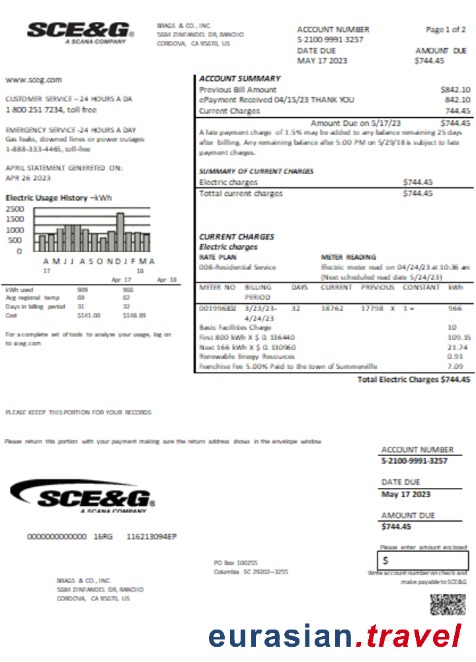 SCE&G®
A SCANA COMPANY
BRAGS & CO., INC.
5684 ZINFANDEL DR, RANCHO
CORDOVA, CA 95670, US
ACCOUNT NUMBER
5-2100-9991-3257
DATE DUE
MAY 17 2023
Page 1 of 2
AMOUNT DUE
$744.45
www.sceg.com
CUSTOMER SERVICE – 24 HOURS A DA
1 800 251 7234, toll free
EMERGENCY SERVICE -24 HOURS A DAY
Gas leaks, downed lines or power outages
1-888-333-4465, toll-free
APRIL STATEMENT GENERETED ON:
APR 26 2023
Electric Usage History –kWh
2500
2000
1500
1000
500
0
A M J J A S O N D J F M A
17 18
Apr 17 Apr 18
kWh used 909 966
Avg regional temp 69 62
Days in billing period 31 32
Cost $161.00
For a complete set of tools to analyze your usage, log on
to sceg.com
ACCOUNT SUMMARY
Previous Bill Amount $842.10
ePayment Received 04/15/23 THANK YOU 842.10
Current Charges 744.45
Amount Due on 5/17/23 $744.45
A late payment charge of 1.5% may be added to any balance remaining 25 days
after billing. Any remaining balance after 5:00 PM on 5/29/18 is subject to late
payment charges.
SUMMARY OF CURRENT CHARGES
Electric charges $744.45
Tottal current charges $744.45
CURRENT CHARGES
Electric charges
RATE PLAN METER READING
008-Residential Service Electric meter read on 04/24/23 at 10:36 am
(Next scheduled read date 5/24/23)
METER NO BILLING PERIOD DAYS CURRENT PREVIOUS CONSTANT kWh
3/23/23-4/24/23 32 18762 17798 X 1 = 966
Basic Facilities Charge 10
First 800 kWh X $ 0. 136440 109.15
Next 166 kWh X $ 0. 130960 21.74
Renewable Energy Resources 0.91
Franchise Fee 5.00% Paid to the town of Summerville 7.09
Total Electric Charges $744.45
PLEASE KEEEP THIS PORTION FOR YOUR RECORDS
Please return this portion with your payment making sure the return address shows in the envelope window
ACCOUNT NUMBER
5-2100-9991-3257
DATE DUE
May 17 2023
AMOUNT DUE
$744.45
Please enter amount enclosed
$
Write account number on check and
make payable to SCE&G
SCE&G®
A SCANA COMPANY
0000000000000 16RG 116213094EP
PO Box 100255
Columbia SC 29202–3255
BRAGS & CO., INC.
5684 ZINFANDEL DR, RANCHO
CORDOVA, CA 95670, US
eurasian.travel